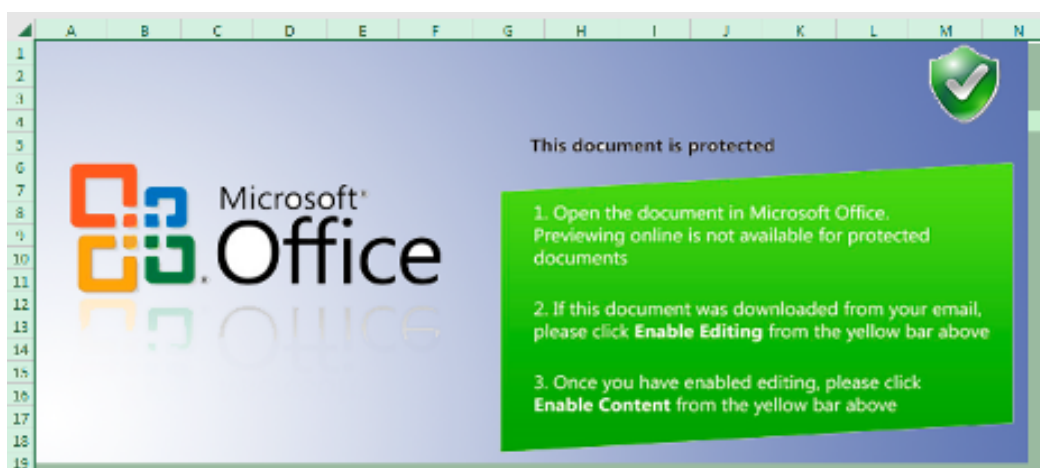 A B C D E F G H I J K L M N
1
2
3
4
5
This document is protected
6
7
Microsoft
8
1. Open the document in Microsoft Office.
9
Previewing online is not available for protected
Office
10
documents
11
12
2. If this document was downloaded from your email,
13
please click Enable Editing from the yellow bar above
14
15
3. Once you have enabled editing, please click
16
Enable Content from the yellow bar above
17
18
19